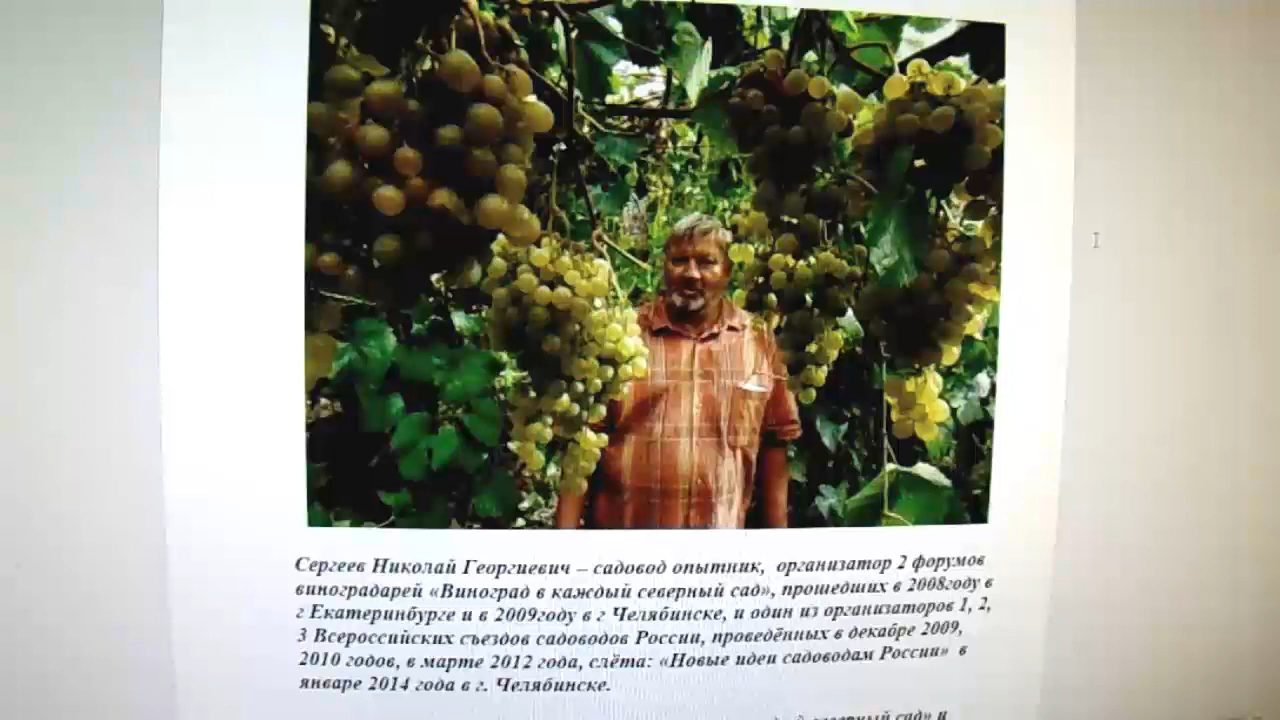 Сергеев Николай Георгиевич – садовод опытник, организатор 2 форумов
виноградарей «Виноград в каждый северный сад», прошедших в 2008году в
г Екатеринбурге и в 2009году в г Челябинске, и один из организаторов 1, 2,
3 Всероссийских съездов садоводов России, проведённых в декабре 2009,
2010 годов, в марте 2012 года, слёта: «Новые идеи садоводам России» в
январе 2014 года в г. Челябинске.
северный сад» и